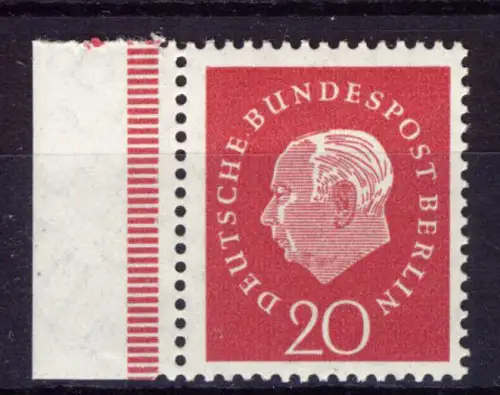 DEUTSCHE BUNDESPOST BERLIN
20